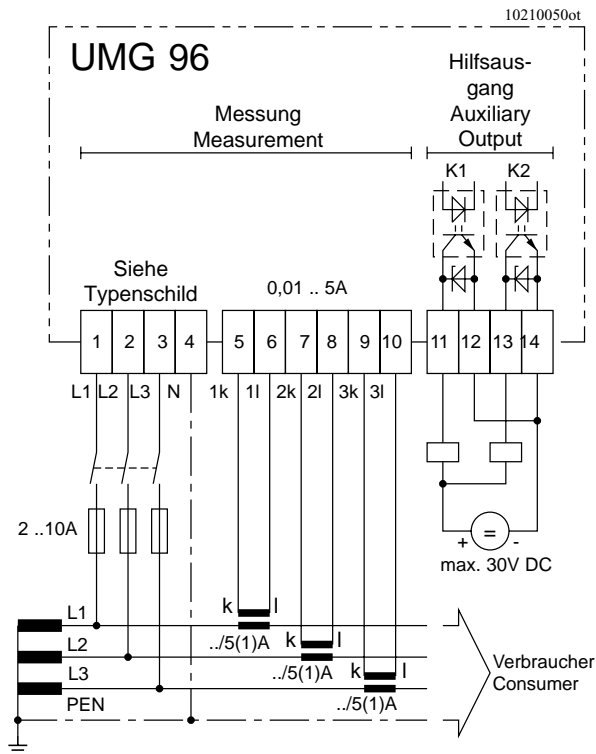 10210050ot
UMG 96
Hilfsaus-
gang
Auxiliary
Output
Messung
Measurement
K1 K2
Siehe
Typenschild
0,01 .. 5A
1 2 3 4 5 6 7 8 9 10 11 12 13 14
L1 L2 L3 N 1k 1l 2k 2l 3k 3l
2 ..10A
+ = -
max. 30V DC
L1 k l
../5(1)A
L2 k l
../5(1)A
L3 k l
../5(1)A
PEN
Verbraucher
Consumer